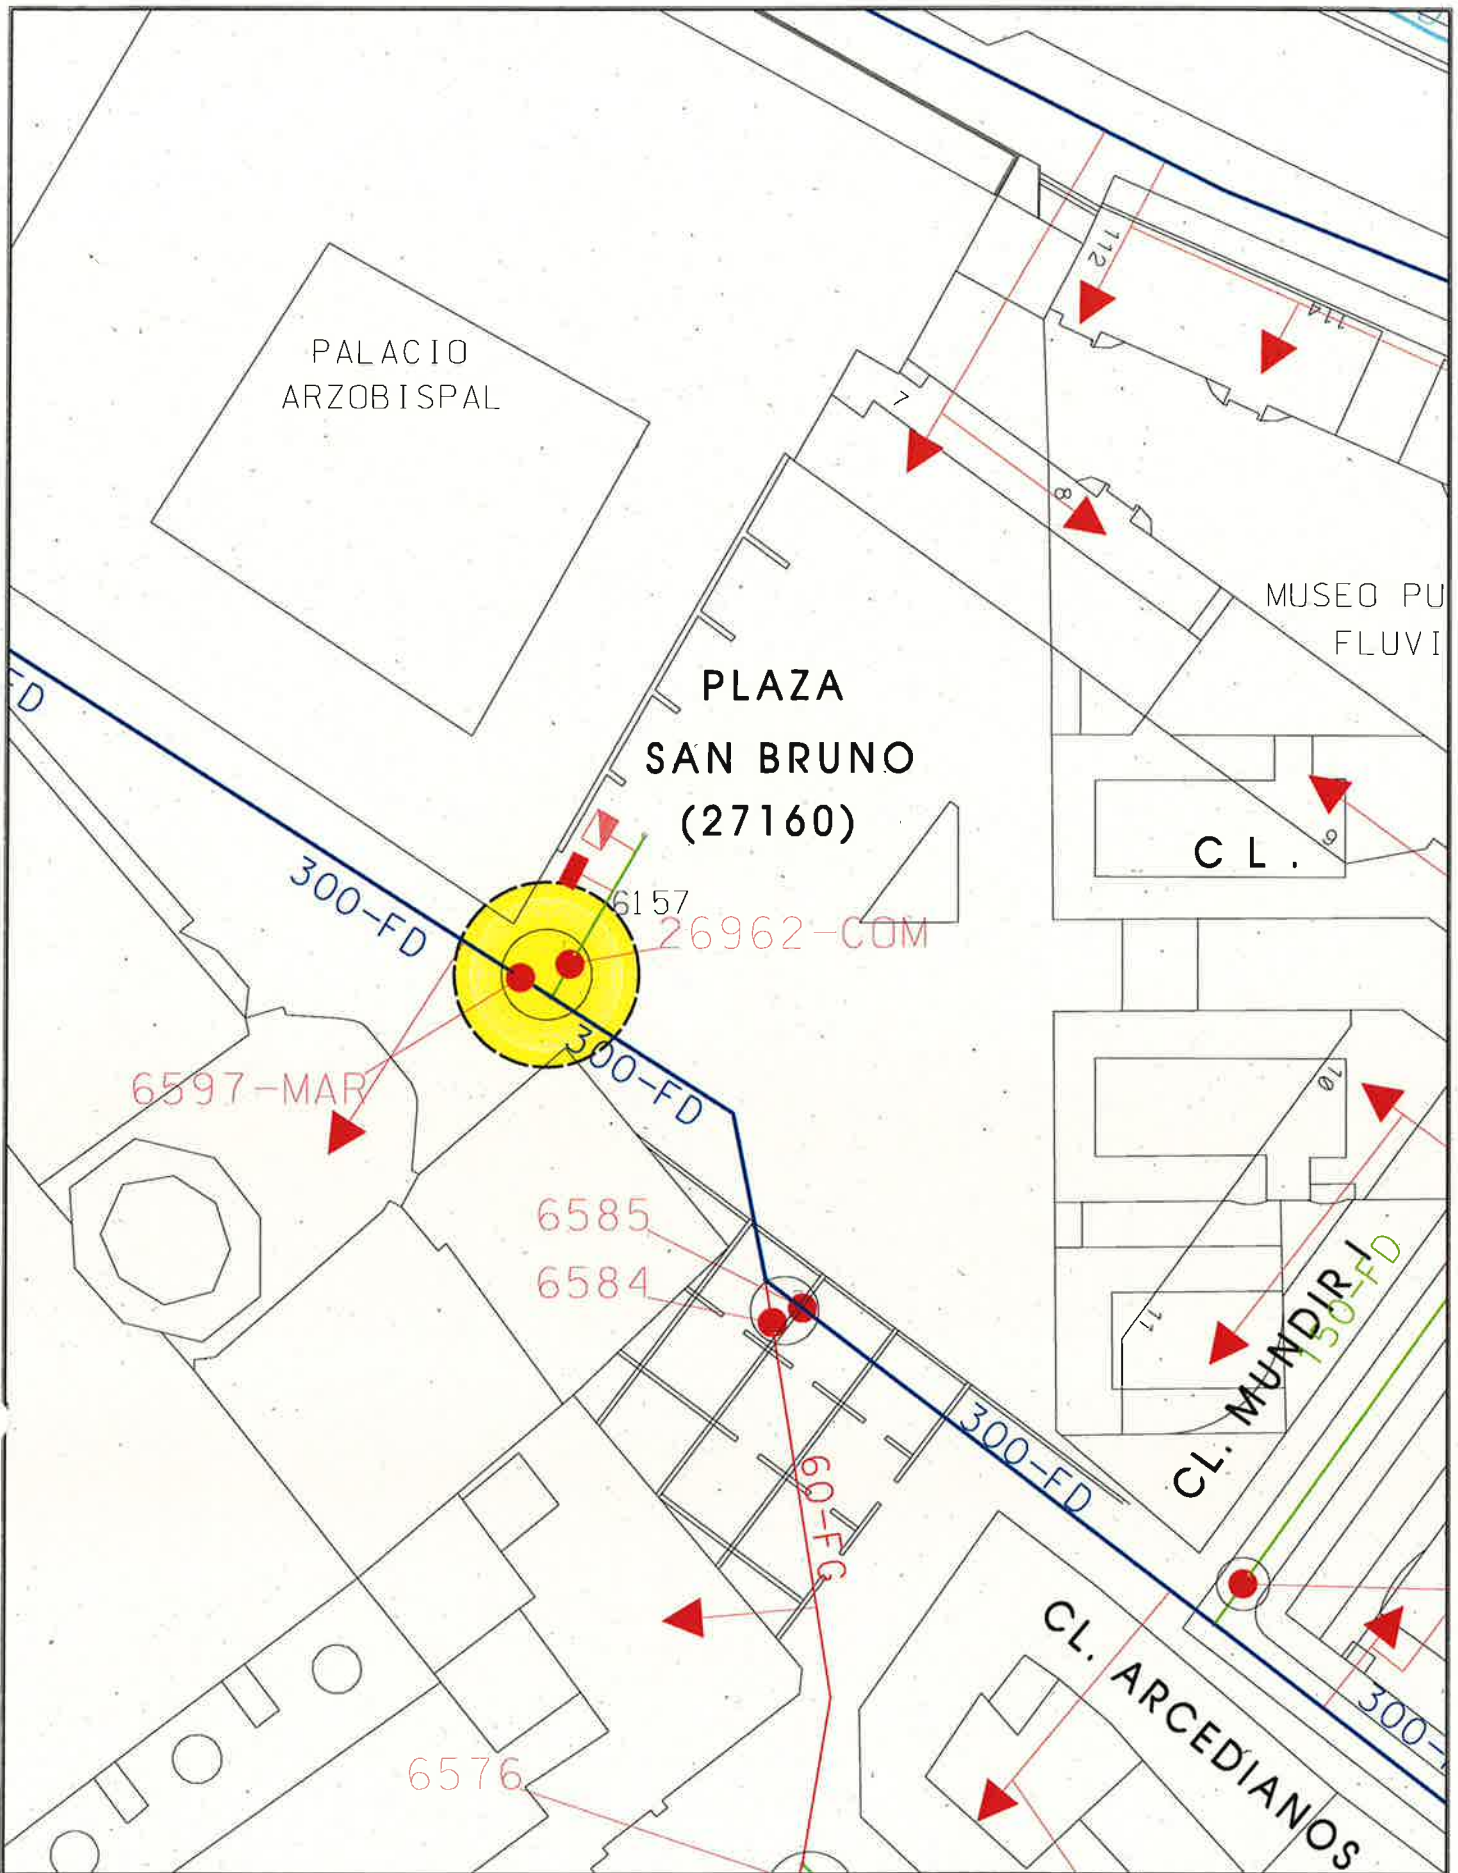 112
114
PALACIO
ARZOBISPAL
7
8
MUSEO PU
FLUVI
FD
PLAZA
SAN BRUNO
(27160)
9
CL.
300-FD
6157
26962-COM
300-FD
6597-MAR
10
6585
6584
11
CL. MUNDIR I
150-FD
300-FD
60-FG
CL. ARCEDIANOS
300-
6576